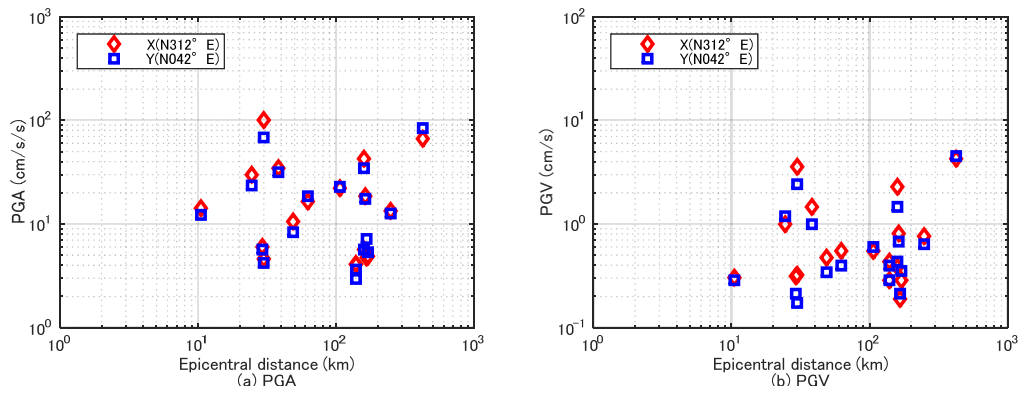 10³
10²
10¹
10⁰
PGA (cm/s/s)
X(N312° E)
Y(N042° E)
10⁰ 10¹ 10² 10³
Epicentral distance (km)
(a) PGA
10²
10¹
10⁰
10⁻¹
PGV (cm/s)
X(N312° E)
Y(N042° E)
10⁰ 10¹ 10² 10³
Epicentral distance (km)
(b) PGV